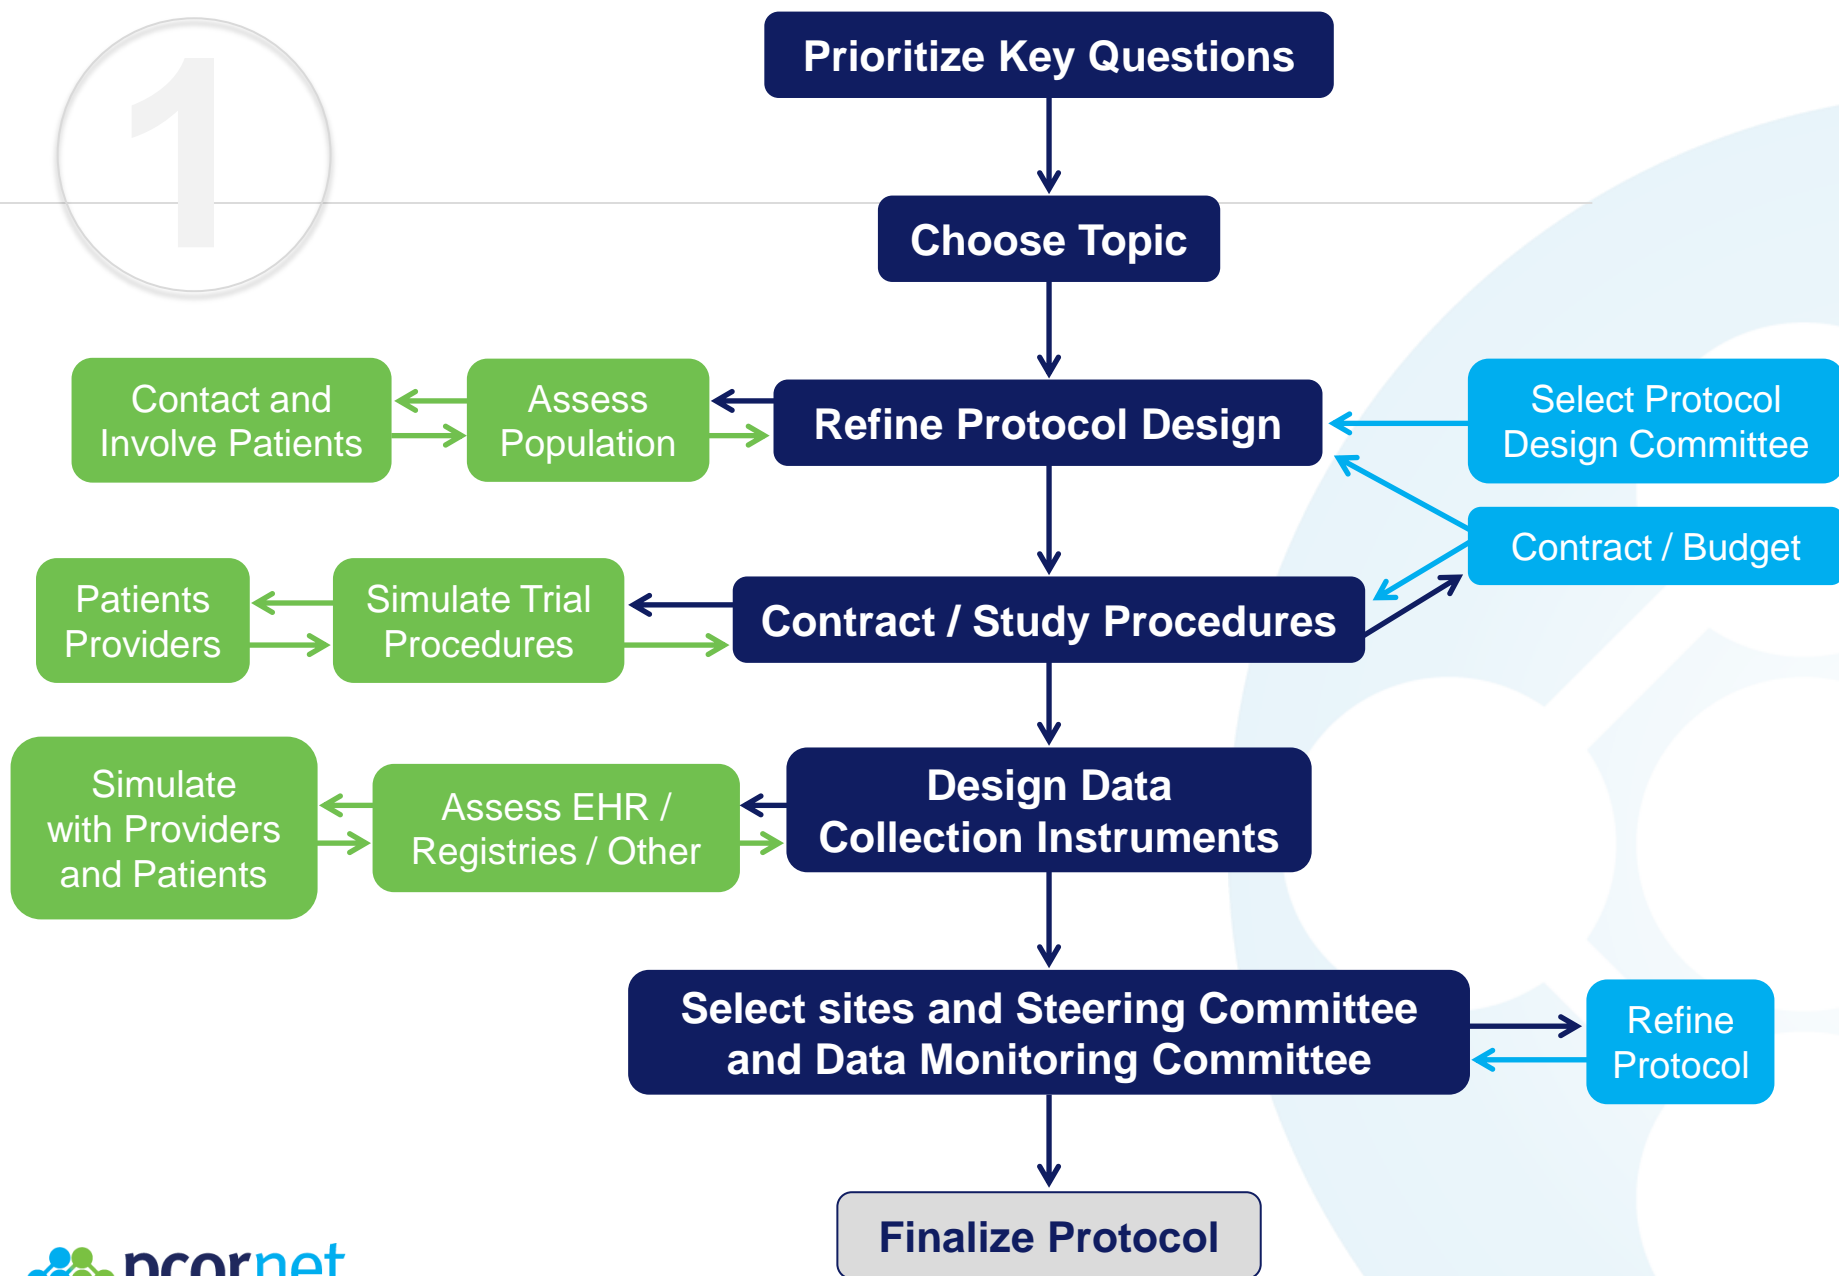 1
Prioritize Key Questions
Choose Topic
Contact and
Involve Patients
Assess
Population
Refine Protocol Design
Select Protocol
Design Committee
Contract / Budget
Patients
Providers
Simulate Trial
Procedures
Contract / Study Procedures
Simulate
with Providers
and Patients
Assess EHR /
Registries / Other
Design Data
Collection Instruments
Select sites and Steering Committee
and Data Monitoring Committee
Refine
Protocol
Finalize Protocol
pcornet